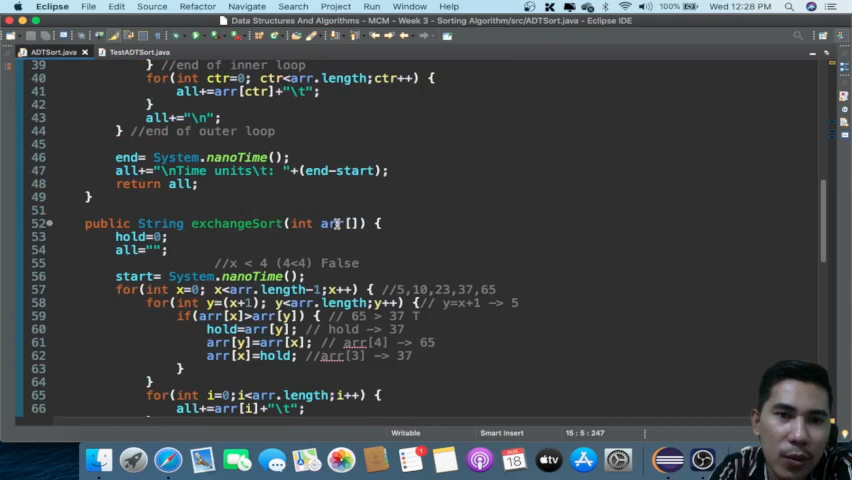 Eclipse File Edit Source Refactor Navigate Search Project Run Window Help 100% Wed 12:28 PM
Data Structures And Algorithms - MCM - Week 3 - Sorting Algorithm/src/ADTSort.java - Eclipse IDE
ADTSort.java TestADTSort.java
39 } //end of inner loop
40 for(int ctr=0; ctr<arr.length;ctr++) {
41 all+=arr[ctr]+"\t";
42 }
43 all+="\n";
44 } //end of outer loop
45
46 end= System.nanoTime();
47 all+="\nTime units\t: "+(end-start);
48 return all;
49 }
50
51
52 public String exchangeSort(int arr[]) {
53 hold=0;
54 all="";
55 //x < 4 (4<4) False
56 start= System.nanoTime();
57 for(int x=0; x<arr.length-1;x++) { //5,10,23,37,65
58 for(int y=(x+1); y<arr.length;y++) {// y=x+1 -> 5
59 if(arr[x]>arr[y]) { // 65 > 37 T
60 hold=arr[y]; // hold -> 37
61 arr[y]=arr[x]; // arr[4] -> 65
62 arr[x]=hold; //arr[3] -> 37
63 }
64 }
65 for(int i=0;i<arr.length;i++) {
66 all+=arr[i]+"\t";
Writable Smart Insert 15 : 5 : 247
AUG
18
tv